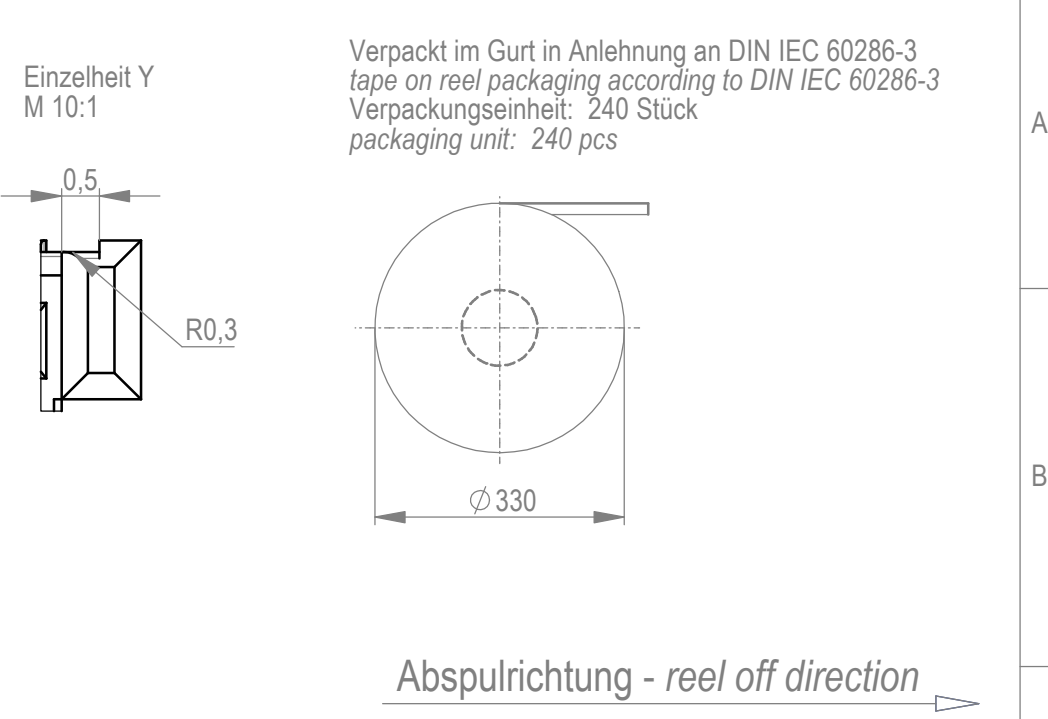 Einzelheit Y
M 10:1
Verpackt im Gurt in Anlehnung an DIN IEC 60286-3
tape on reel packaging according to DIN IEC 60286-3
Verpackungseinheit: 240 Stück
packaging unit: 240 pcs
A
0,5
R0,3
B
∅ 330
Abspulrichtung - reel off direction